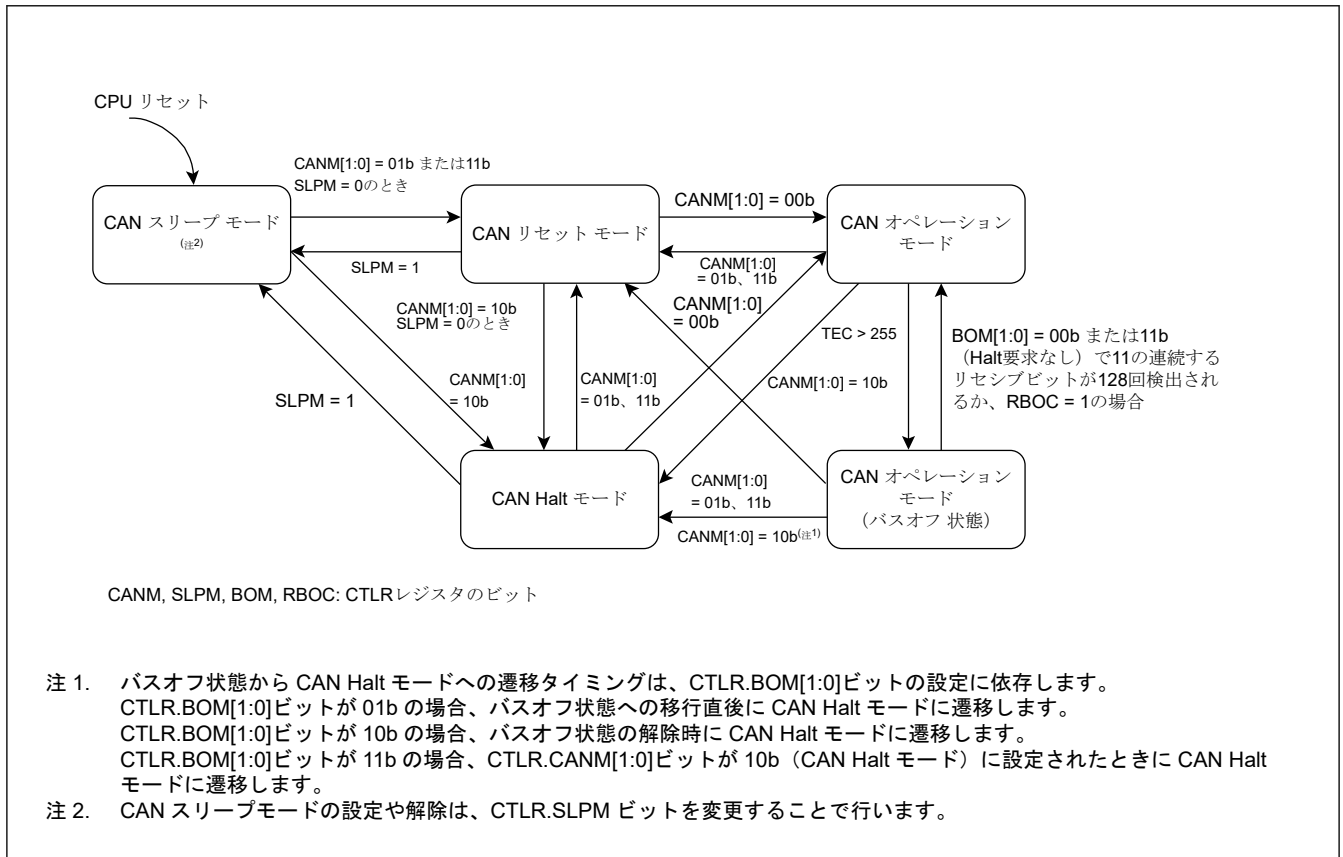 CPU リセット
CANM[1:0] = 01b または11b
SLPM = 0のとき
CAN スリープ モード
(注2)
CAN リセット モード
CANM[1:0] = 00b
CAN オペレーション
モード
SLPM = 1
CANM[1:0]
= 01b、11b
CANM[1:0] = 10b
SLPM = 0のとき
CANM[1:0]
= 00b
TEC > 255
BOM[1:0] = 00b または11b
（Halt要求なし）で11の連続する
リセシブビットが128回検出され
るか、RBOC = 1の場合
SLPM = 1
CANM[1:0]
= 10b
CANM[1:0]
= 01b、11b
CANM[1:0] = 10b
CAN Halt モード
CANM[1:0]
= 01b、11b
CANM[1:0] = 10b(注1)
CAN オペレーション
モード
（バスオフ 状態）
CANM, SLPM, BOM, RBOC: CTLRレジスタのビット
注 1. バスオフ状態から CAN Halt モードへの遷移タイミングは、CTLR.BOM[1:0]ビットの設定に依存します。
CTLR.BOM[1:0]ビットが 01b の場合、バスオフ状態への移行直後に CAN Halt モードに遷移します。
CTLR.BOM[1:0]ビットが 10b の場合、バスオフ状態の解除時に CAN Halt モードに遷移します。
CTLR.BOM[1:0]ビットが 11b の場合、CTLR.CANM[1:0]ビットが 10b（CAN Halt モード）に設定されたときに CAN Halt
モードに遷移します。
注 2. CAN スリープモードの設定や解除は、CTLR.SLPM ビットを変更することで行います。